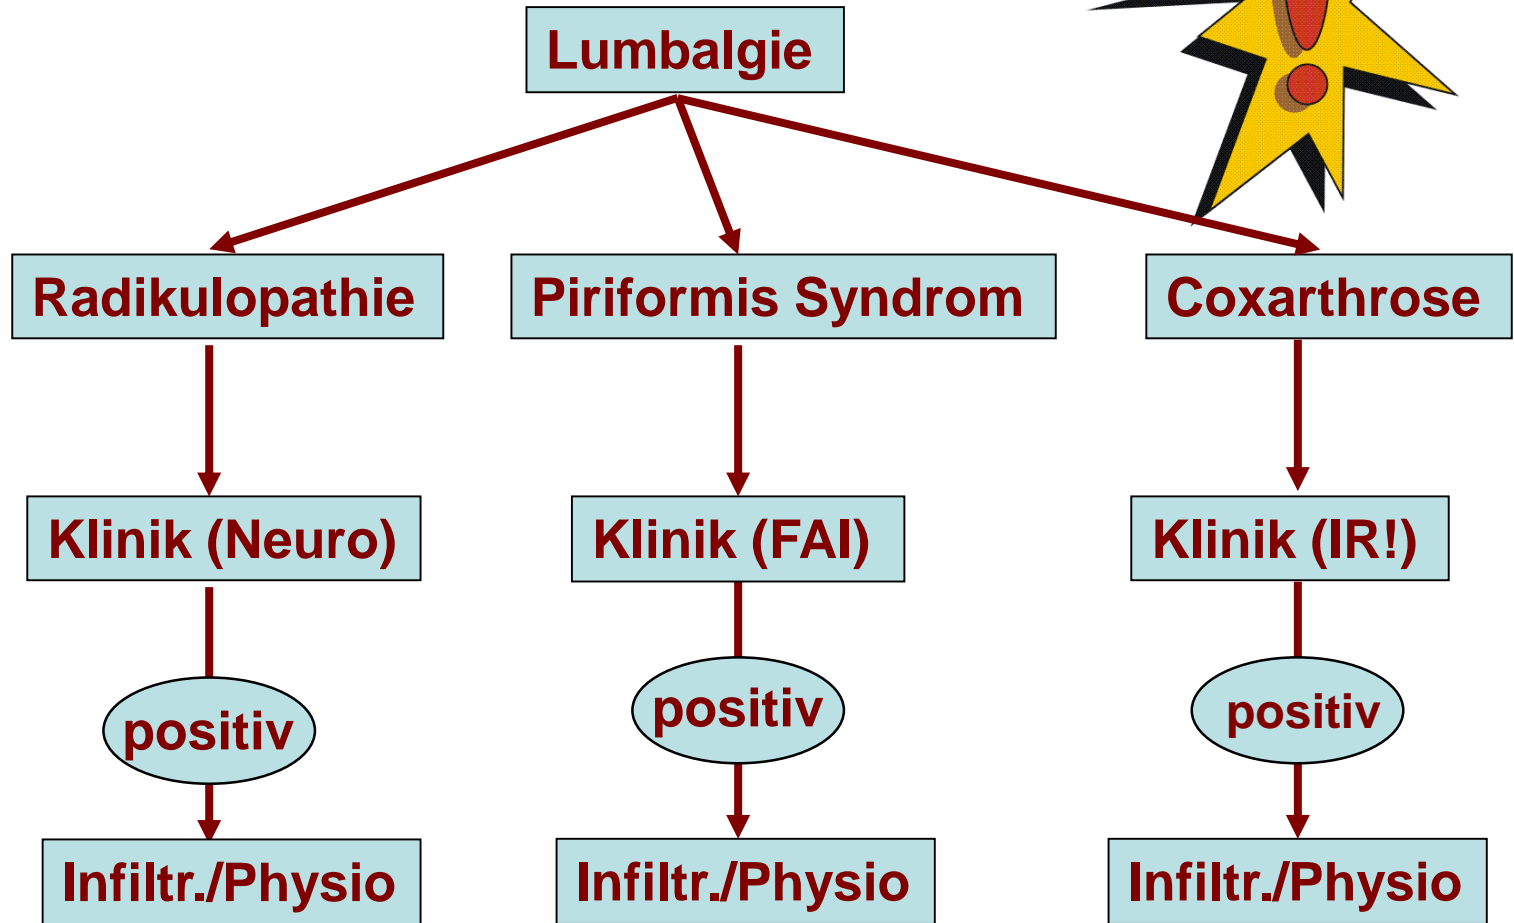 Lumbalgie
Radikulopathie
Piriformis Syndrom
Coxarthrose
Klinik (Neuro)
Klinik (FAI)
Klinik (IR!)
positiv
positiv
positiv
Infiltr./Physio
Infiltr./Physio
Infiltr./Physio